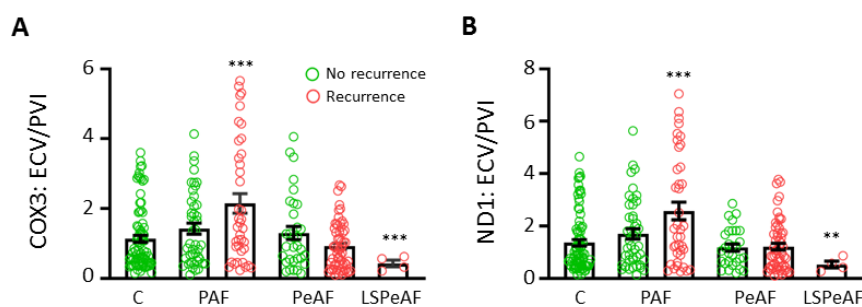 A
COX3: ECV/PVI
6
4
2
0
***
***
No recurrence
Recurrence
C PAF PeAF LSPeAF
B
ND1: ECV/PVI
8
6
4
2
0
***
**
C PAF PeAF LSPeAF